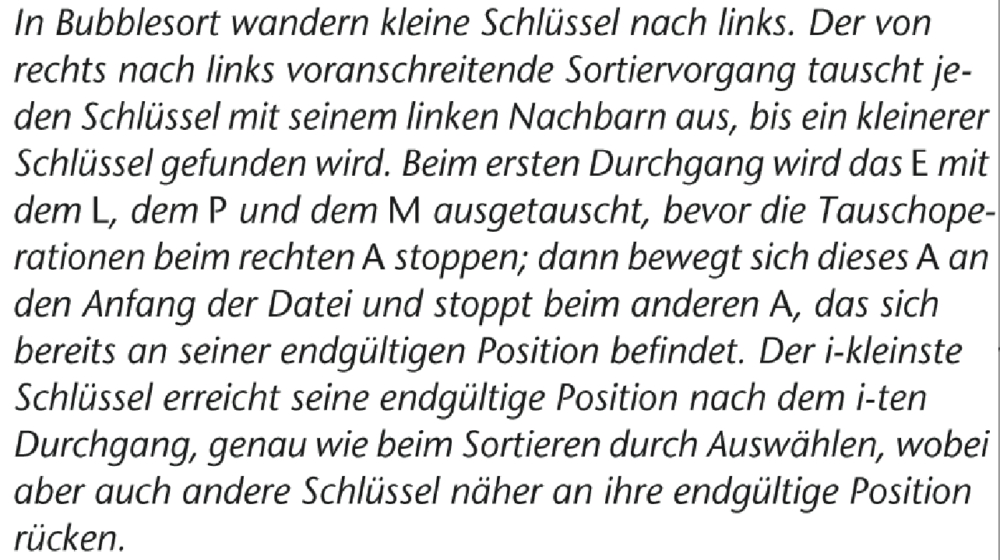 In Bubblesort wandern kleine Schlüssel nach links. Der von
rechts nach links voranschreitende Sortiervorgang tauscht je-
den Schlüssel mit seinem linken Nachbarn aus, bis ein kleinerer
Schlüssel gefunden wird. Beim ersten Durchgang wird das E mit
dem L, dem P und dem M ausgetauscht, bevor die Tauschope-
rationen beim rechten A stoppen; dann bewegt sich dieses A an
den Anfang der Datei und stoppt beim anderen A, das sich
bereits an seiner endgültigen Position befindet. Der i-kleinste
Schlüssel erreicht seine endgültige Position nach dem i-ten
Durchgang, genau wie beim Sortieren durch Auswählen, wobei
aber auch andere Schlüssel näher an ihre endgültige Position
rücken.